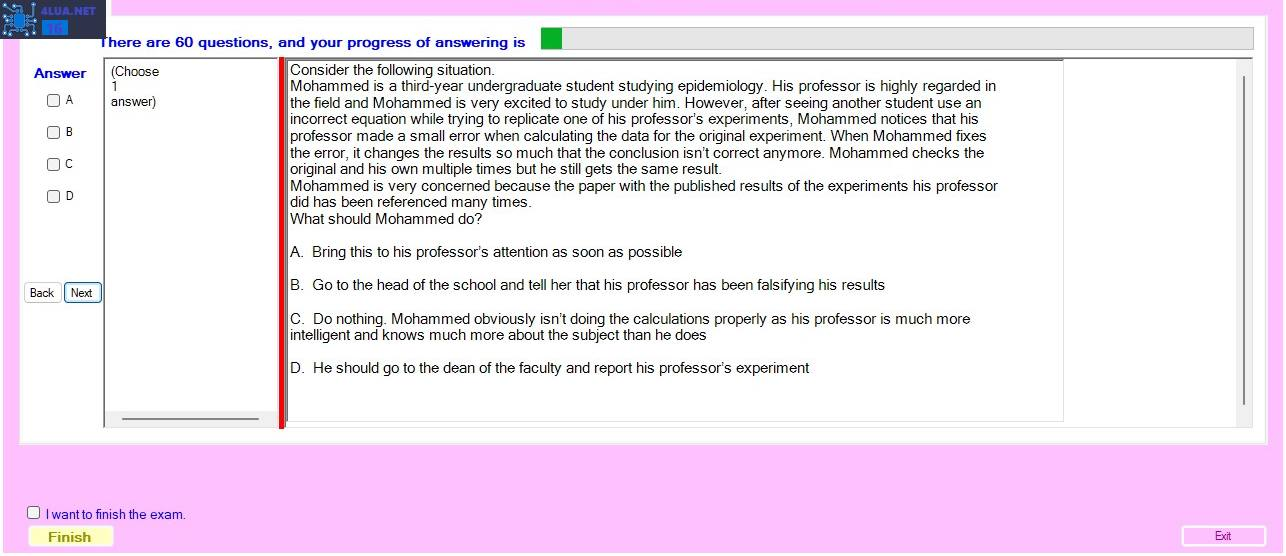 4LUA.NET
16
There are 60 questions, and your progress of answering is
Answer
A
B
C
D
Back Next
(Choose
1
answer)
Consider the following situation.
Mohammed is a third-year undergraduate student studying epidemiology. His professor is highly regarded in
the field and Mohammed is very excited to study under him. However, after seeing another student use an
incorrect equation while trying to replicate one of his professor's experiments, Mohammed notices that his
professor made a small error when calculating the data for the original experiment. When Mohammed fixes
the error, it changes the results so much that the conclusion isn't correct anymore. Mohammed checks the
original and his own multiple times but he still gets the same result.
Mohammed is very concerned because the paper with the published results of the experiments his professor
did has been referenced many times.
What should Mohammed do?
A. Bring this to his professor's attention as soon as possible
B. Go to the head of the school and tell her that his professor has been falsifying his results
C. Do nothing. Mohammed obviously isn't doing the calculations properly as his professor is much more
intelligent and knows much more about the subject than he does
D. He should go to the dean of the faculty and report his professor's experiment
I want to finish the exam.
Finish
Exit